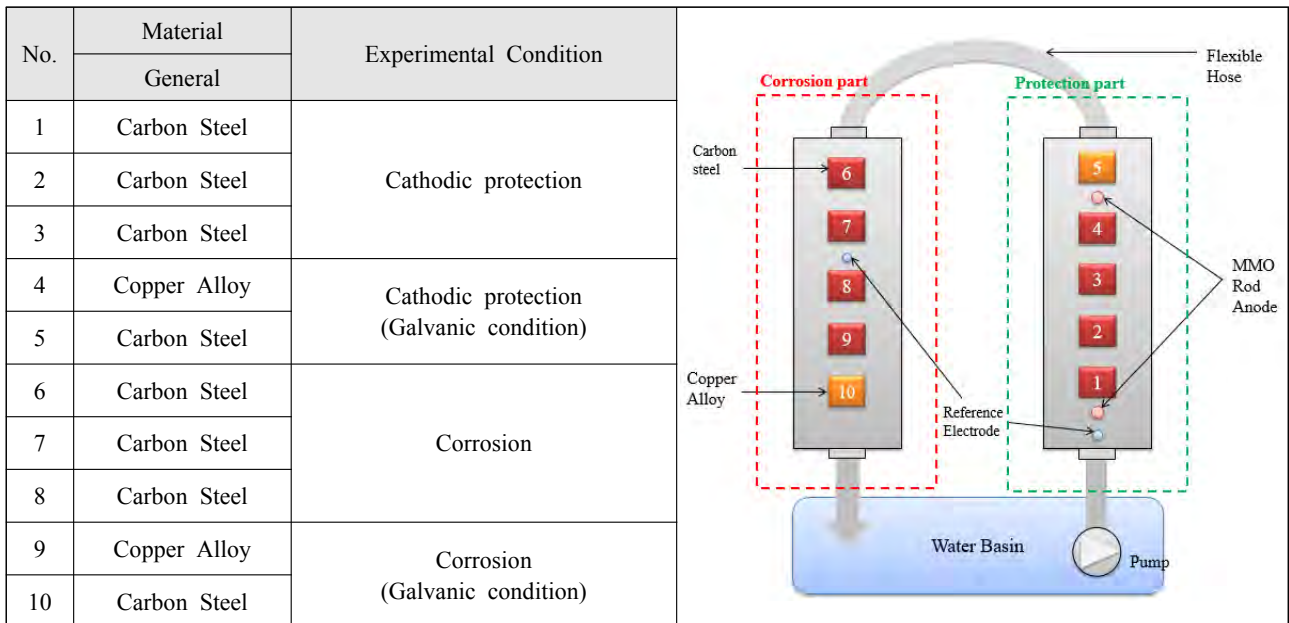 No.
Material
General
Experimental Condition
1
Carbon Steel
2
Carbon Steel
3
Carbon Steel
Cathodic protection
4
Copper Alloy
5
Carbon Steel
Cathodic protection
(Galvanic condition)
6
Carbon Steel
7
Carbon Steel
8
Carbon Steel
Corrosion
9
Copper Alloy
10
Carbon Steel
Corrosion
(Galvanic condition)
Flexible
Hose
Corrosion part
Protection part
Carbon
steel
6
7
8
9
10
Copper
Alloy
5
4
3
2
1
MMO
Rod
Anode
Reference
Electrode
Water Basin
Pump